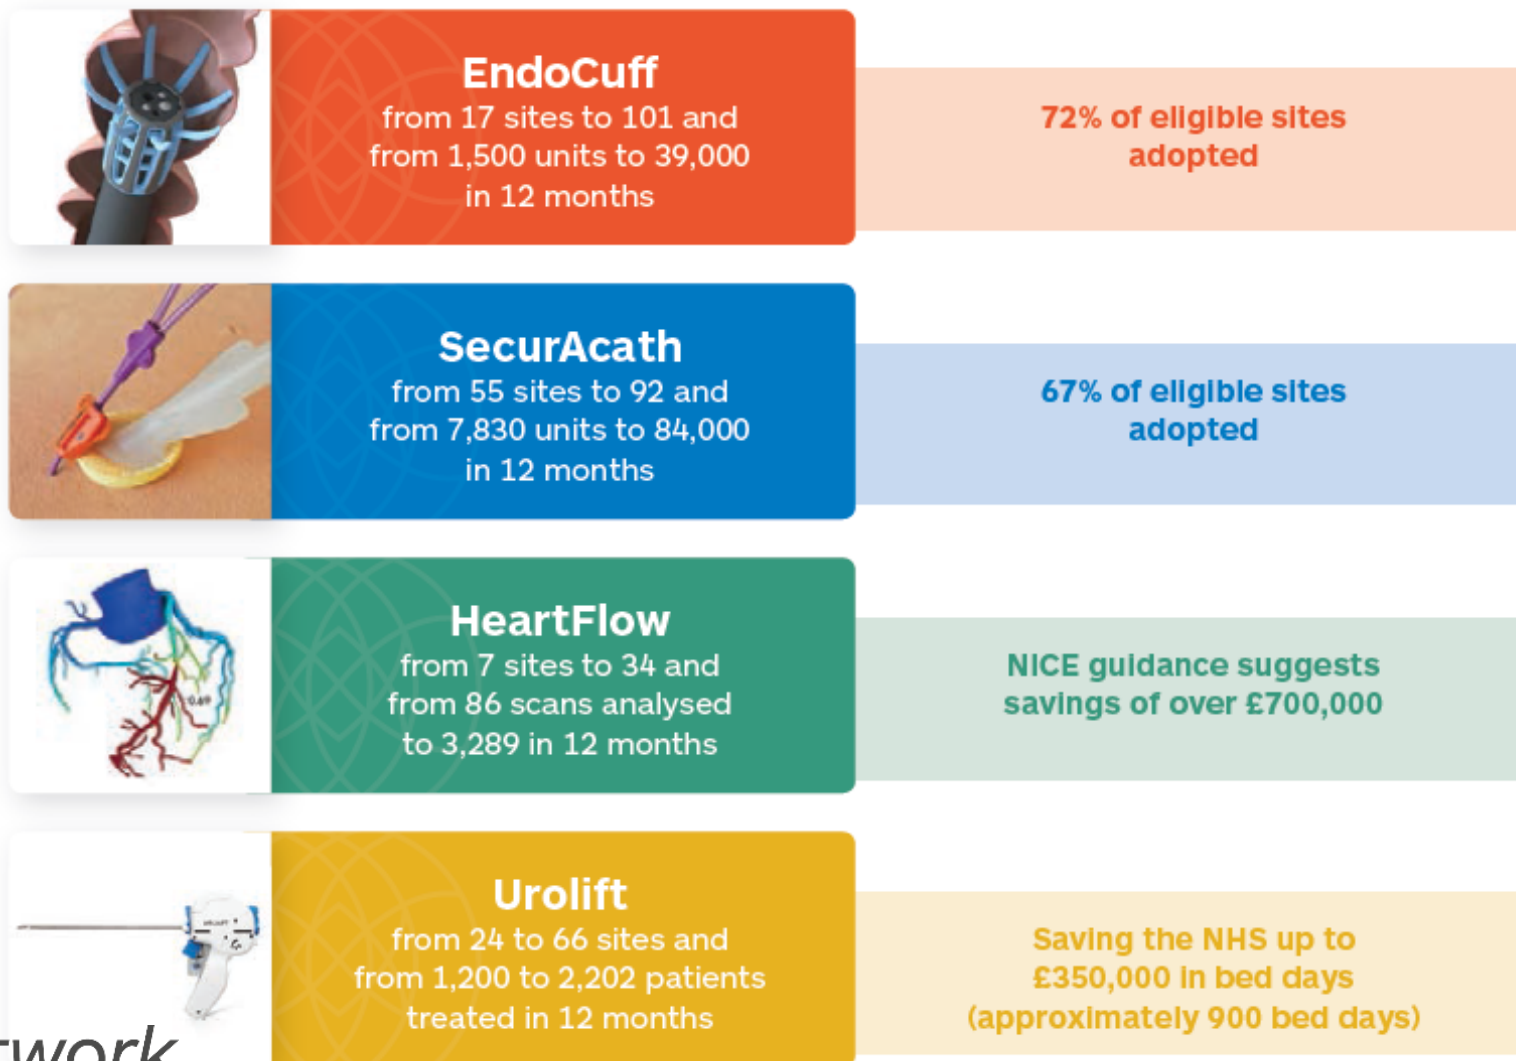 EndoCuff
from 17 sites to 101 and
from 1,500 units to 39,000
in 12 months
72% of eligible sites
adopted
SecurAcath
from 55 sites to 92 and
from 7,830 units to 84,000
in 12 months
67% of eligible sites
adopted
HeartFlow
from 7 sites to 34 and
from 86 scans analysed
to 3,289 in 12 months
NICE guidance suggests
savings of over £700,000
0.69
Urolift
from 24 to 66 sites and
from 1,200 to 2,202 patients
treated in 12 months
Saving the NHS up to
£350,000 in bed days
(approximately 900 bed days)